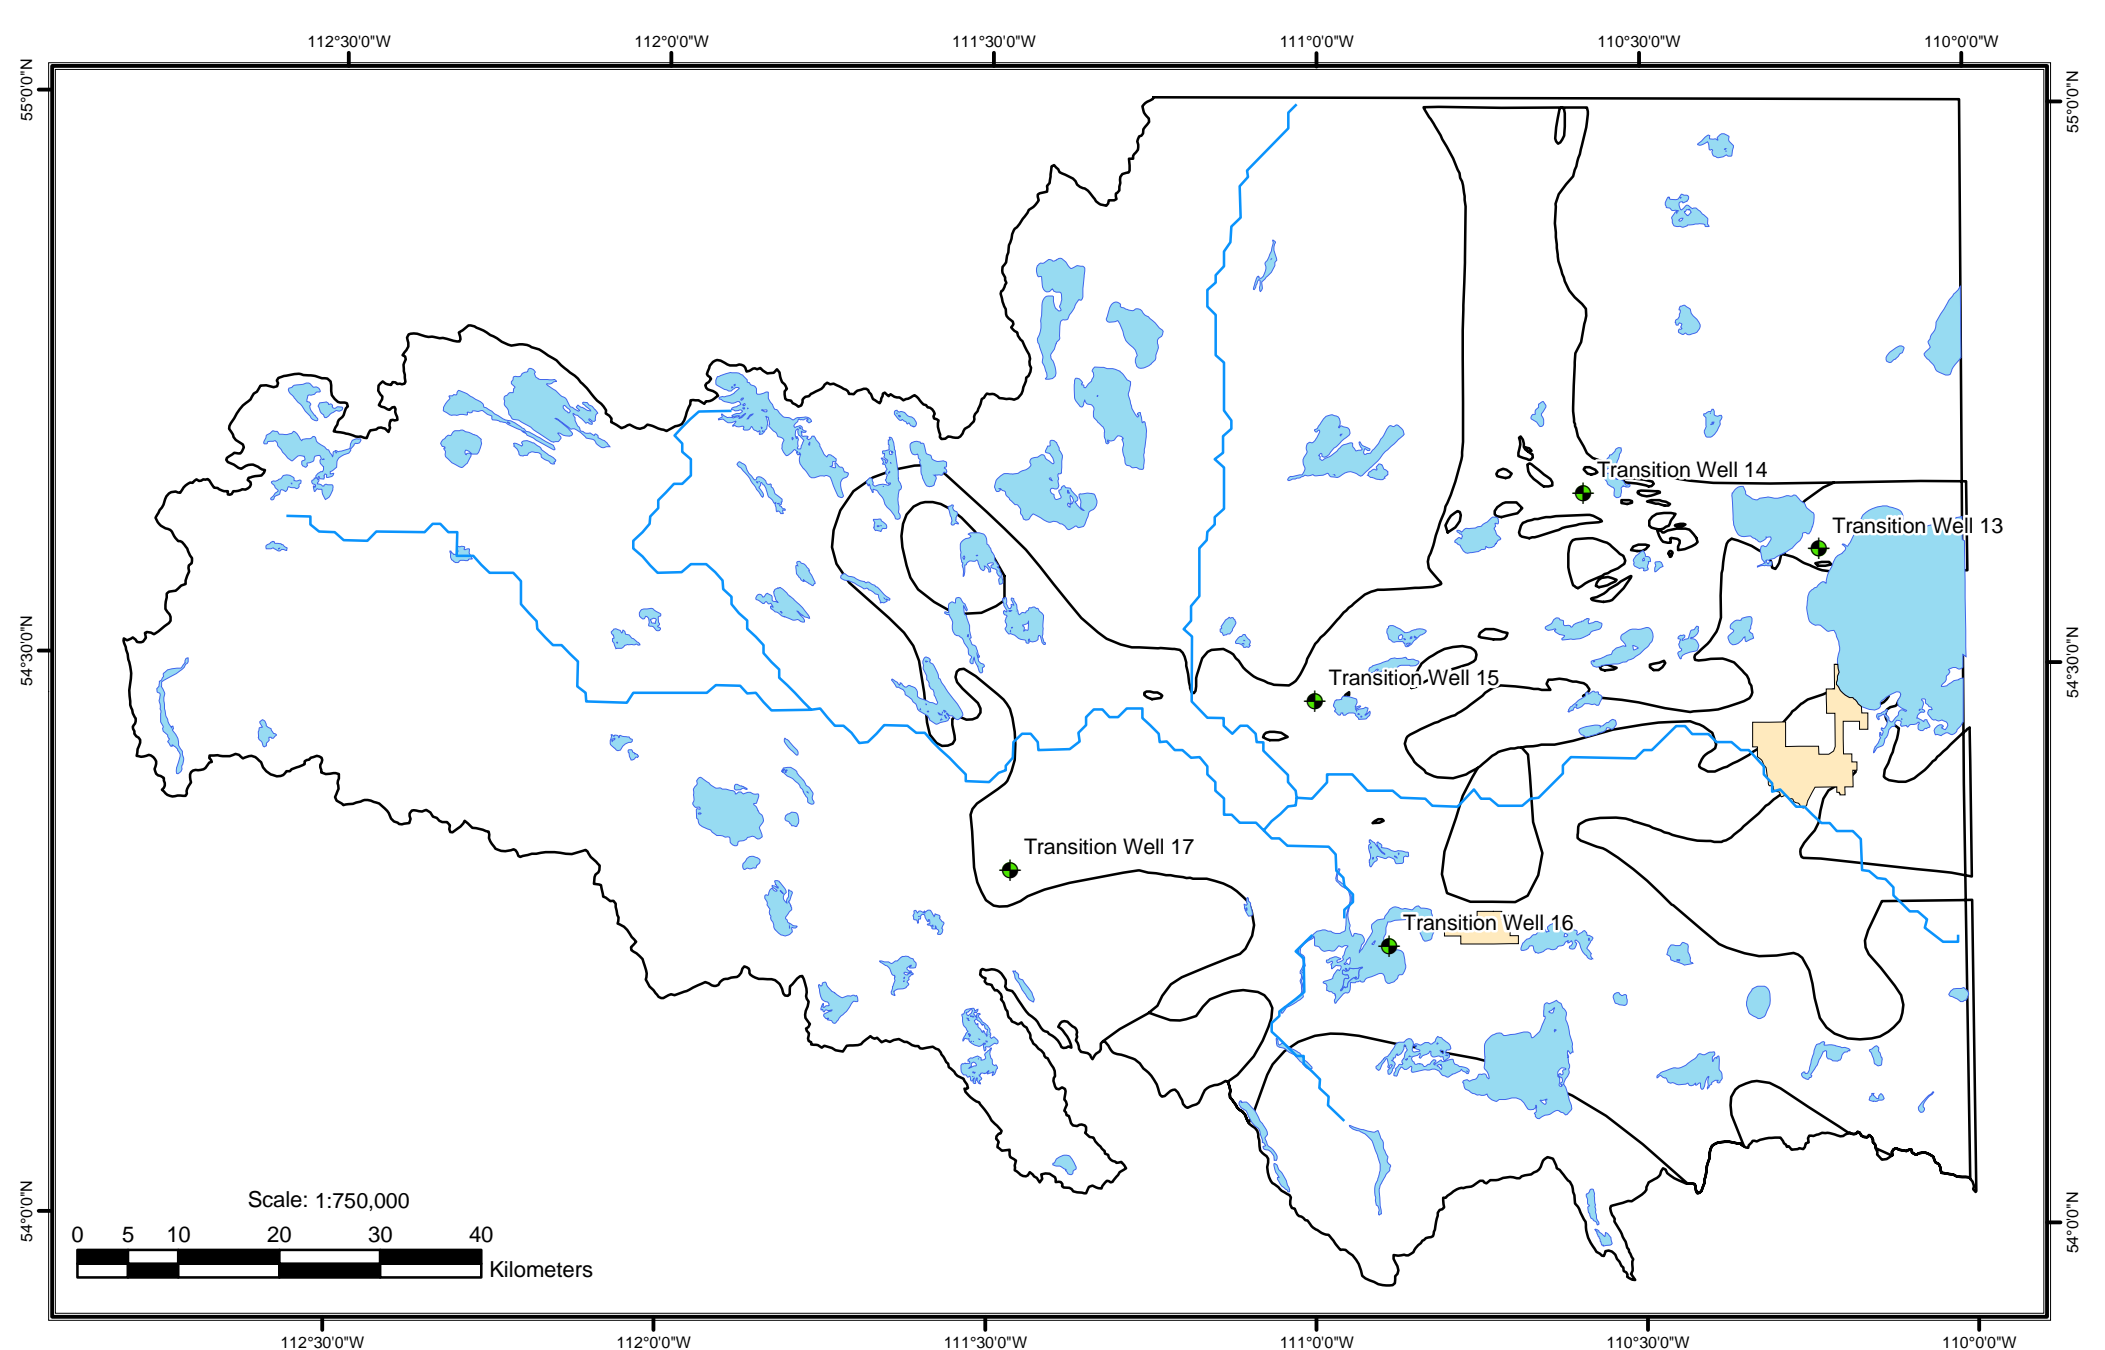 112°30'0"W
112°0'0"W
111°30'0"W
111°0'0"W
110°30'0"W
110°0'0"W
55°0'0"N
55°0'0"N
Transition Well 14
Transition Well 13
54°30'0"N
54°30'0"N
Transition Well 15
Transition Well 17
Transition Well 16
54°0'0"N
54°0'0"N
Scale: 1:750,000
0 5 10 20 30 40
Kilometers
112°30'0"W
112°0'0"W
111°30'0"W
111°0'0"W
110°30'0"W
110°0'0"W